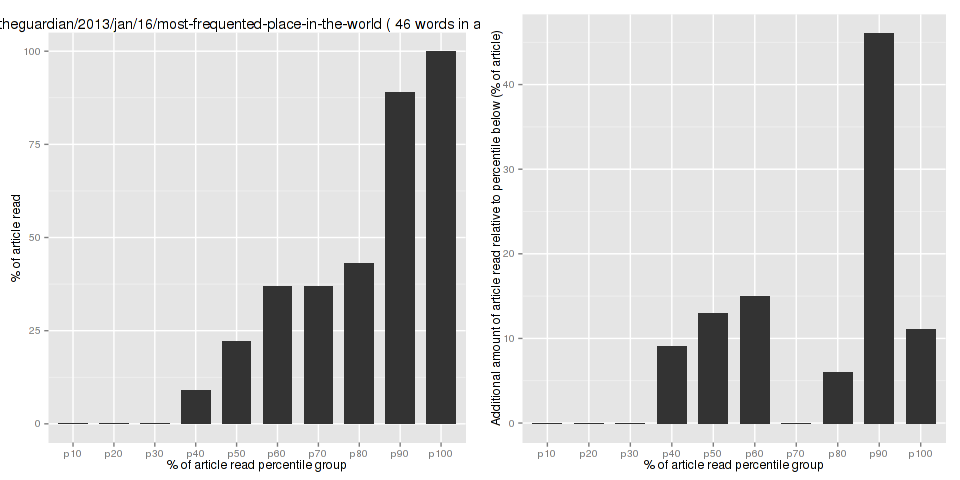 theguardian/2013/jan/16/most-frequented-place-in-the-world ( 46 words in a
% of article read
100
75
50
25
0
p10 p20 p30 p40 p50 p60 p70 p80 p90 p100
% of article read percentile group
Additional amount of article read relative to percentile below (% of article)
40
30
20
10
0
p10 p20 p30 p40 p50 p60 p70 p80 p90 p100
% of article read percentile group